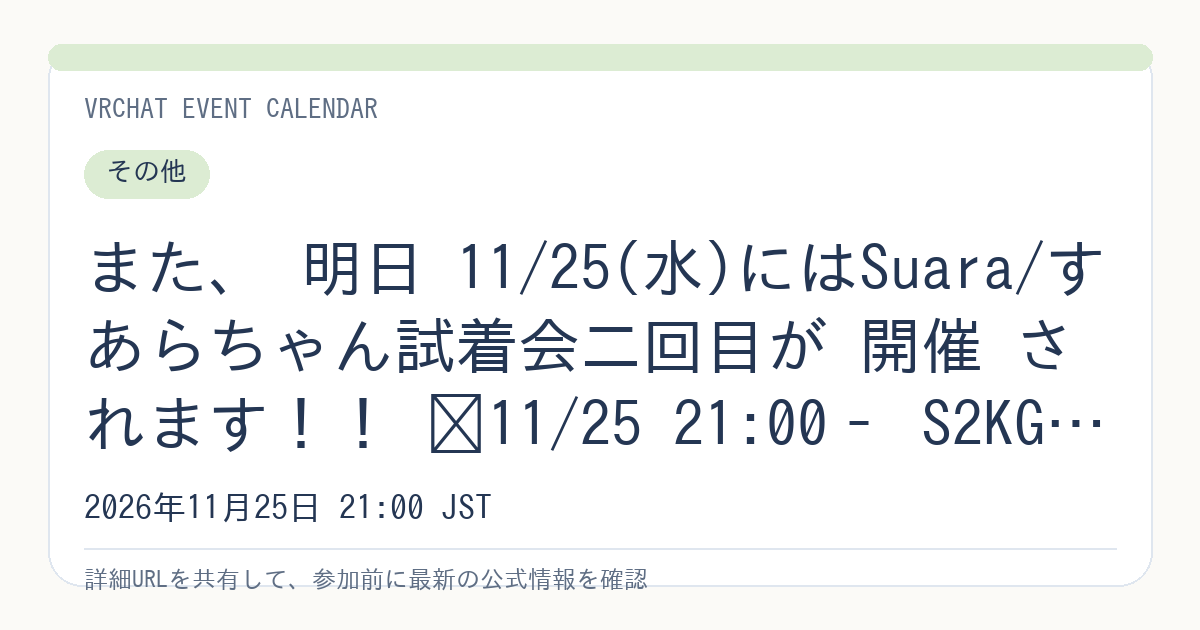 VRCHAT EVENT CALENDAR
その他
また、 明日 11/25(水)にはSuara/す
あらちゃん試着会二回目が 開催 さ
れます！！ 11/25 21:00 - S2KG…
2026年11月25日 21:00 JST
詳細URLを共有して、参加前に最新の公式情報を確認